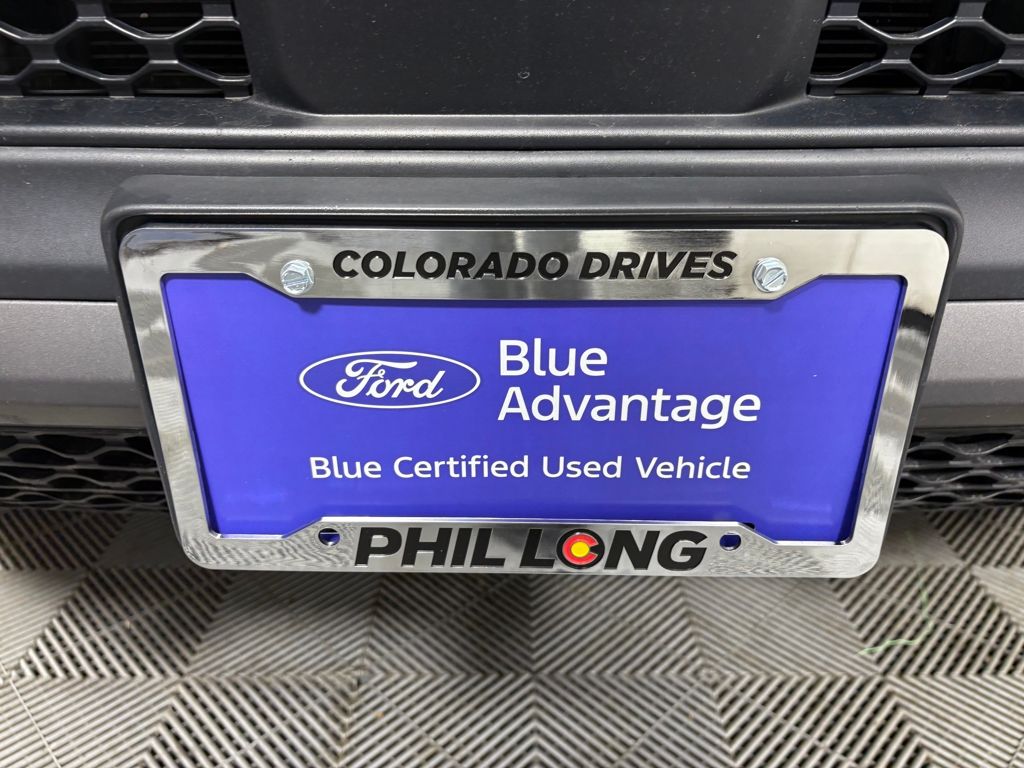 COLORADO DRIVES
Ford
Blue
Advantage
Blue Certified Used Vehicle
PHIL LONG